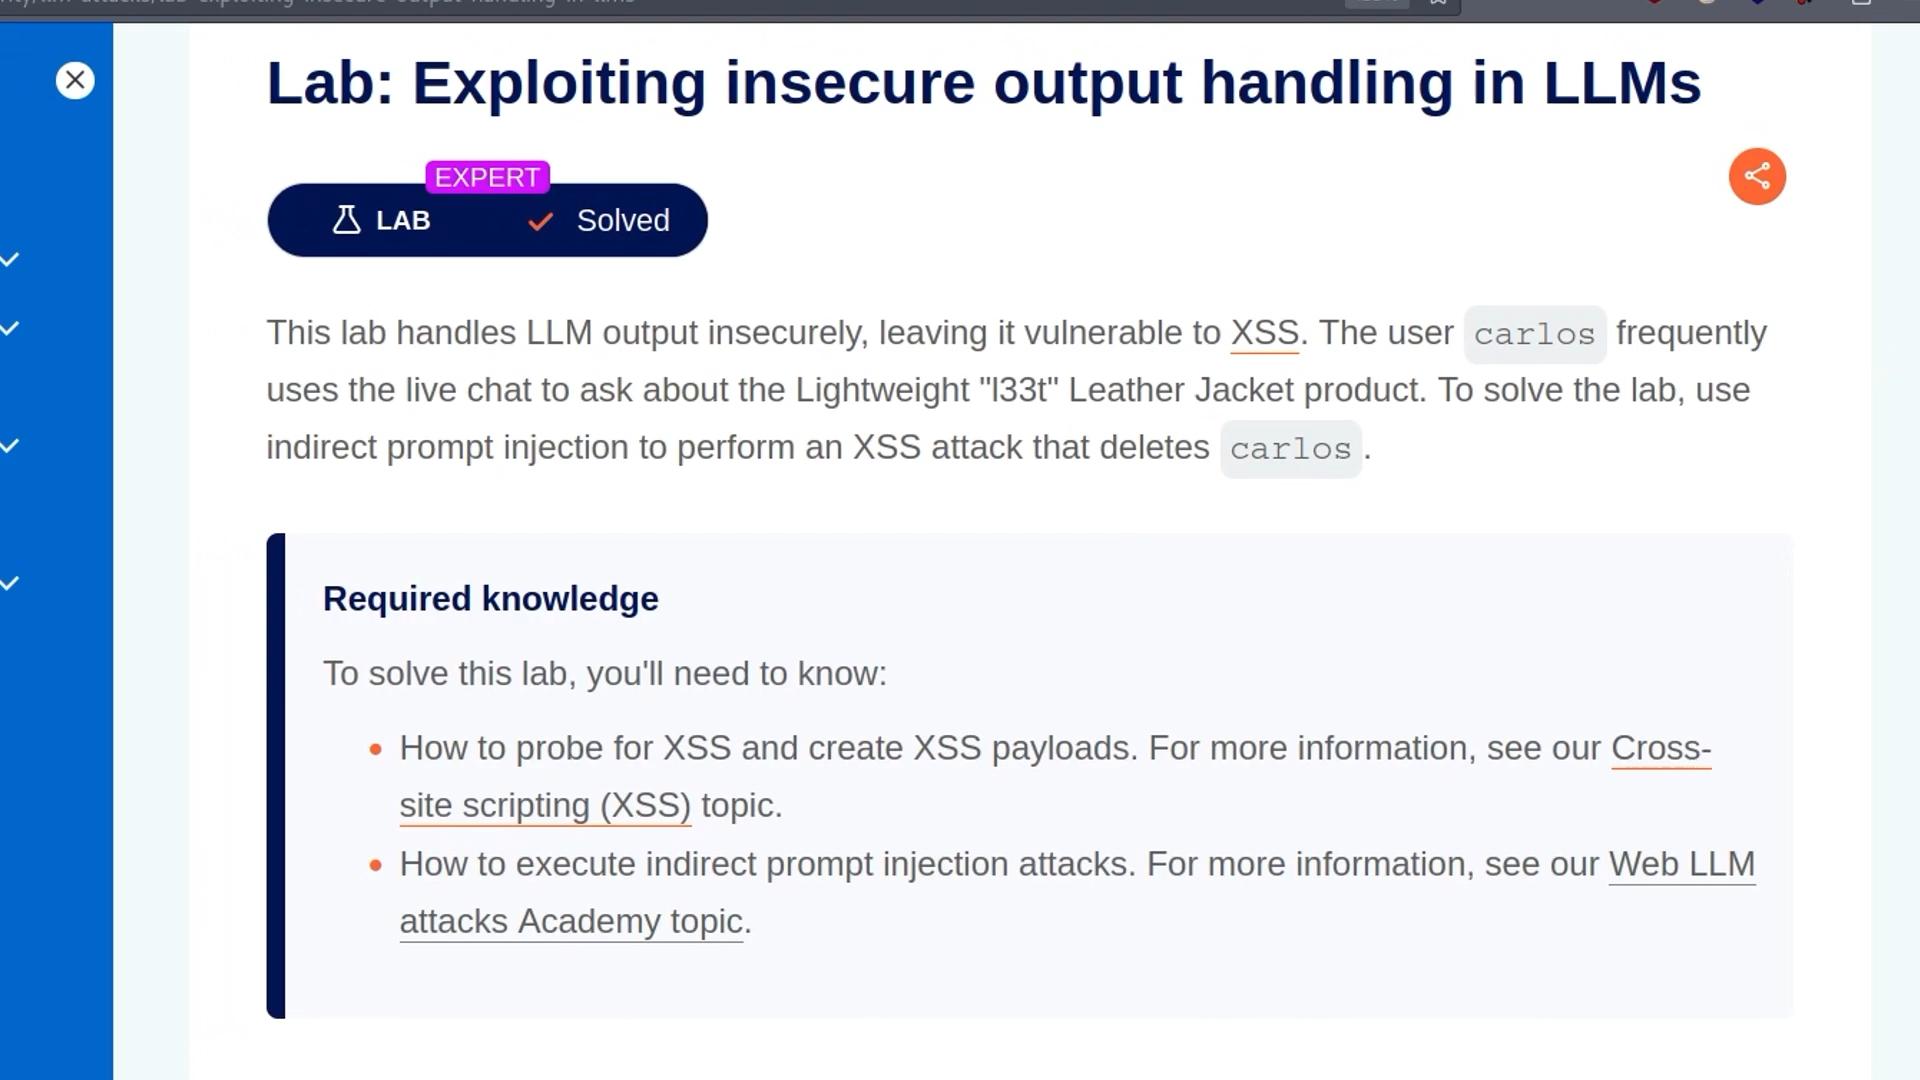 Lab: Exploiting insecure output handling in LLMs
EXPERT
LAB
Solved
This lab handles LLM output insecurely, leaving it vulnerable to XSS. The user carlos frequently
uses the live chat to ask about the Lightweight "l33t" Leather Jacket product. To solve the lab, use
indirect prompt injection to perform an XSS attack that deletes carlos.
Required knowledge
To solve this lab, you'll need to know:
• How to probe for XSS and create XSS payloads. For more information, see our Cross-
site scripting (XSS) topic.
• How to execute indirect prompt injection attacks. For more information, see our Web LLM
attacks Academy topic.